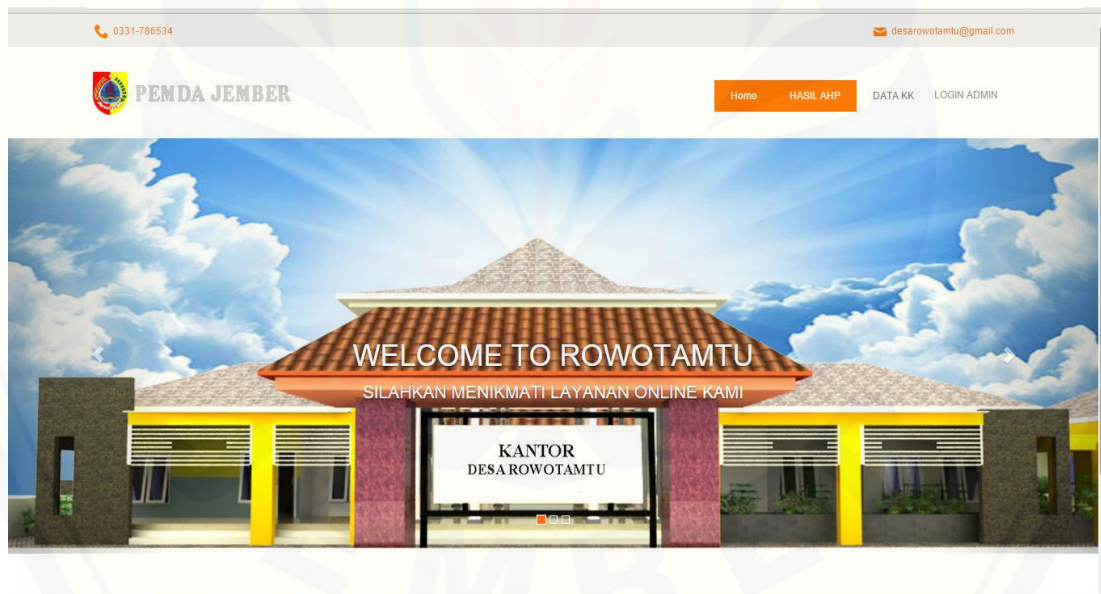 0331-786534
desarowotamtu@gmail.com
PEMDA JEMBER
Home HASIL AHP DATA KK LOGIN ADMIN
WELCOME TO ROWOTAMTU
SILAHKAN MENIKMATI LAYANAN ONLINE KAMI
KANTOR
DESA ROWOTAMTU